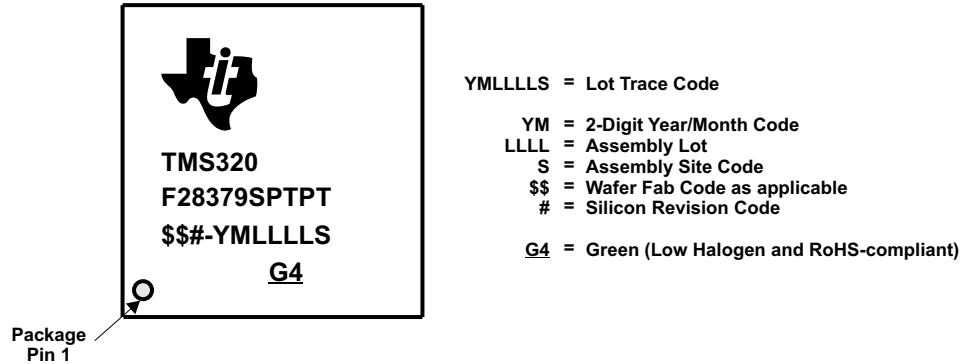 TMS320
F28379SPTPT
$$#-YMLLLLS
G4
Package
Pin 1
YMLLLLS = Lot Trace Code
YM = 2-Digit Year/Month Code
LLLL = Assembly Lot
S = Assembly Site Code
$$ = Wafer Fab Code as applicable
# = Silicon Revision Code
G4 = Green (Low Halogen and RoHS-compliant)